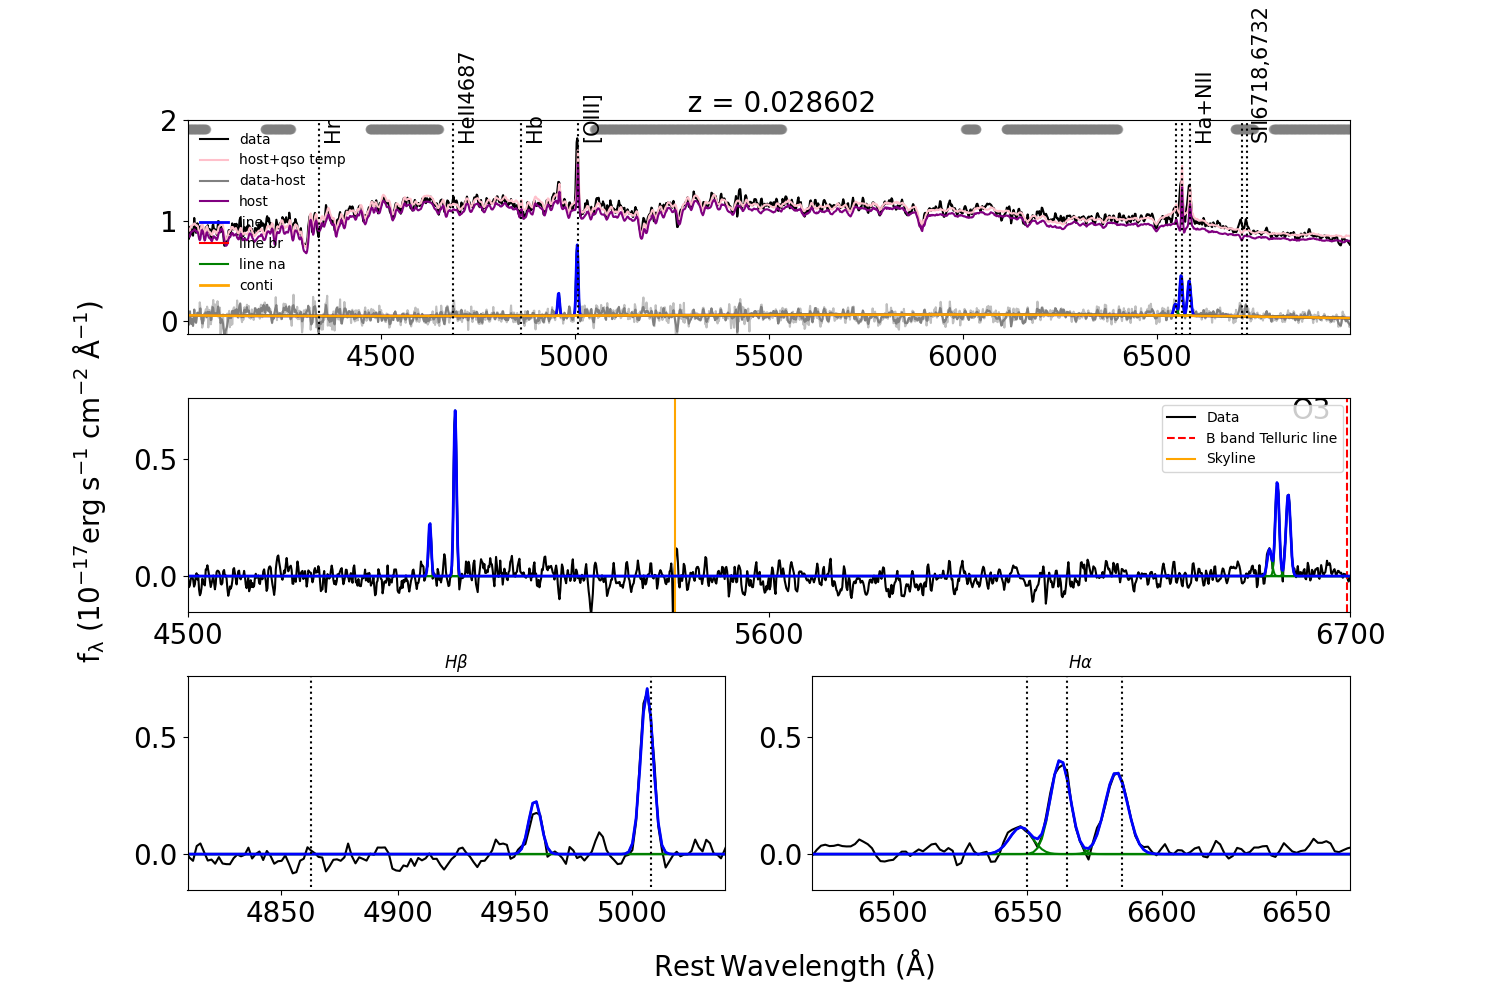 z = 0.028602
Hr
HeII4687
Hb
[OIII]
Ha+NII
SII6718,6732
2
1
0
data
host+qso temp
data-host
host
line
line br
line na
conti
4500 5000 5500 6000 6500
fλ (10−17erg s−1 cm−2 Å−1)
O3
Data
B band Telluric line
Skyline
0.5
0.0
4500 5600 6700
Hβ
0.5
0.0
4850 4900 4950 5000
Hα
0.5
0.0
6500 6550 6600 6650
Rest Wavelength (Å)